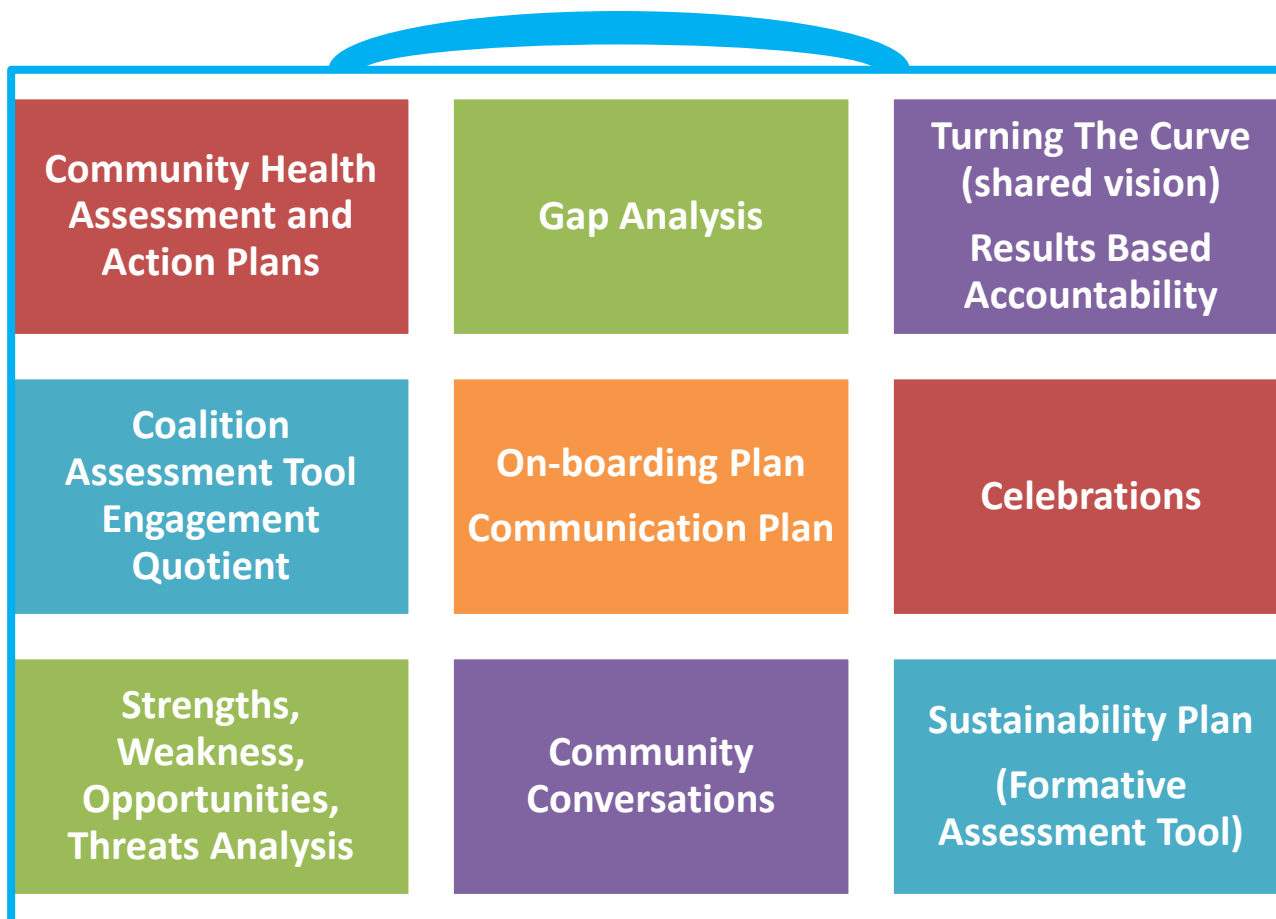 Community Health
Assessment and
Action Plans
Gap Analysis
Turning The Curve
(shared vision)
Results Based
Accountability
Coalition
Assessment Tool
Engagement
Quotient
On-boarding Plan
Communication Plan
Celebrations
Strengths,
Weakness,
Opportunities,
Threats Analysis
Community
Conversations
Sustainability Plan
(Formative
Assessment Tool)